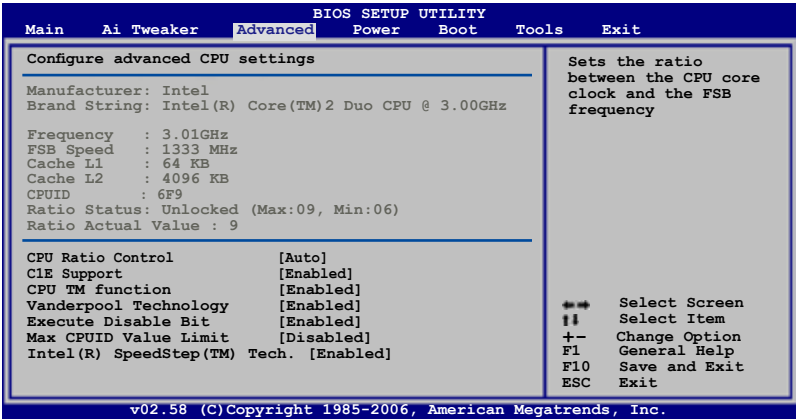 BIOS SETUP UTILITY
Main Ai Tweaker Advanced Power Boot Tools Exit
Configure advanced CPU settings
Manufacturer: Intel
Brand String: Intel(R) Core(TM)2 Duo CPU @ 3.00GHz
Frequency : 3.01GHz
FSB Speed : 1333 MHz
Cache L1 : 64 KB
Cache L2 : 4096 KB
CPUID : 6F9
Ratio Status: Unlocked (Max:09, Min:06)
Ratio Actual Value : 9
CPU Ratio Control [Auto]
C1E Support [Enabled]
CPU TM function [Enabled]
Vanderpool Technology [Enabled]
Execute Disable Bit [Enabled]
Max CPUID Value Limit [Disabled]
Intel(R) SpeedStep(TM) Tech. [Enabled]
Sets the ratio
between the CPU core
clock and the FSB
frequency
←→ Select Screen
↑↓ Select Item
+- Change Option
F1 General Help
F10 Save and Exit
ESC Exit
v02.58 (C)Copyright 1985-2006, American Megatrends, Inc.